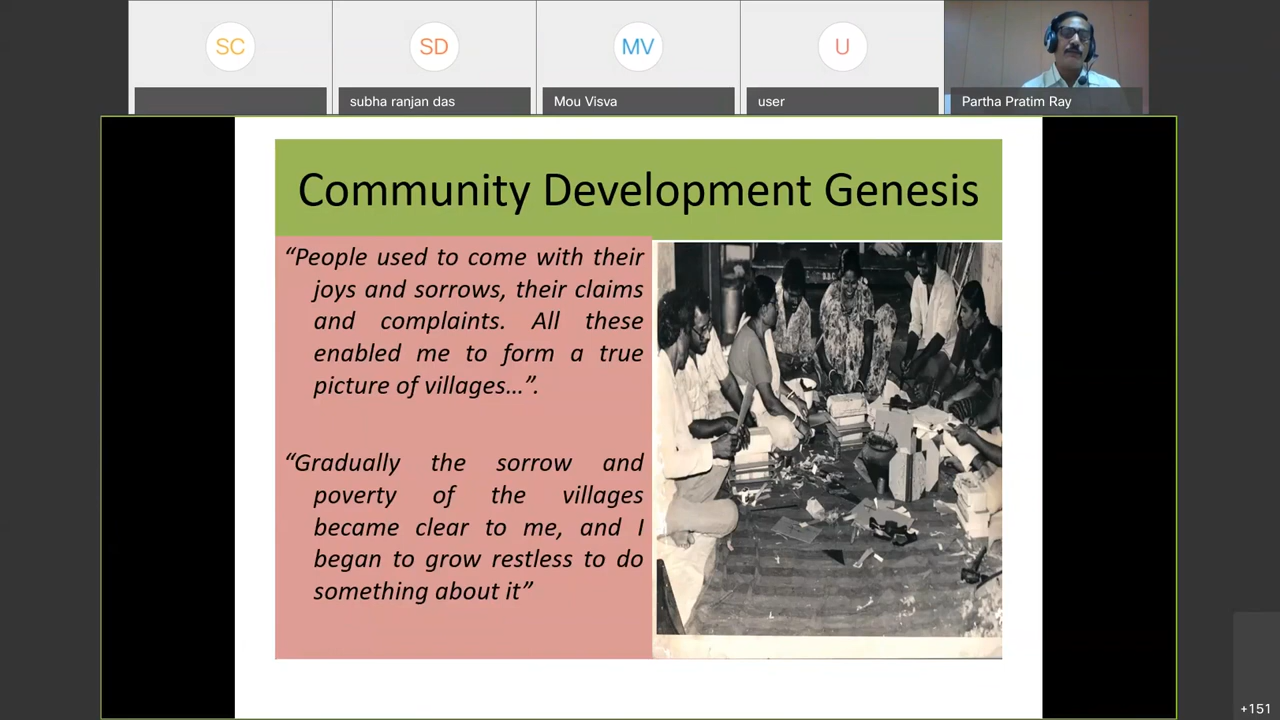 SC
SD
MV
U
subha ranjan das
Mou Visva
user
Partha Pratim Ray
Community Development Genesis
“People used to come with their
joys and sorrows, their claims
and complaints. All these
enabled me to form a true
picture of villages…”.
“Gradually the sorrow and
poverty of the villages
became clear to me, and I
began to grow restless to do
something about it”
+151